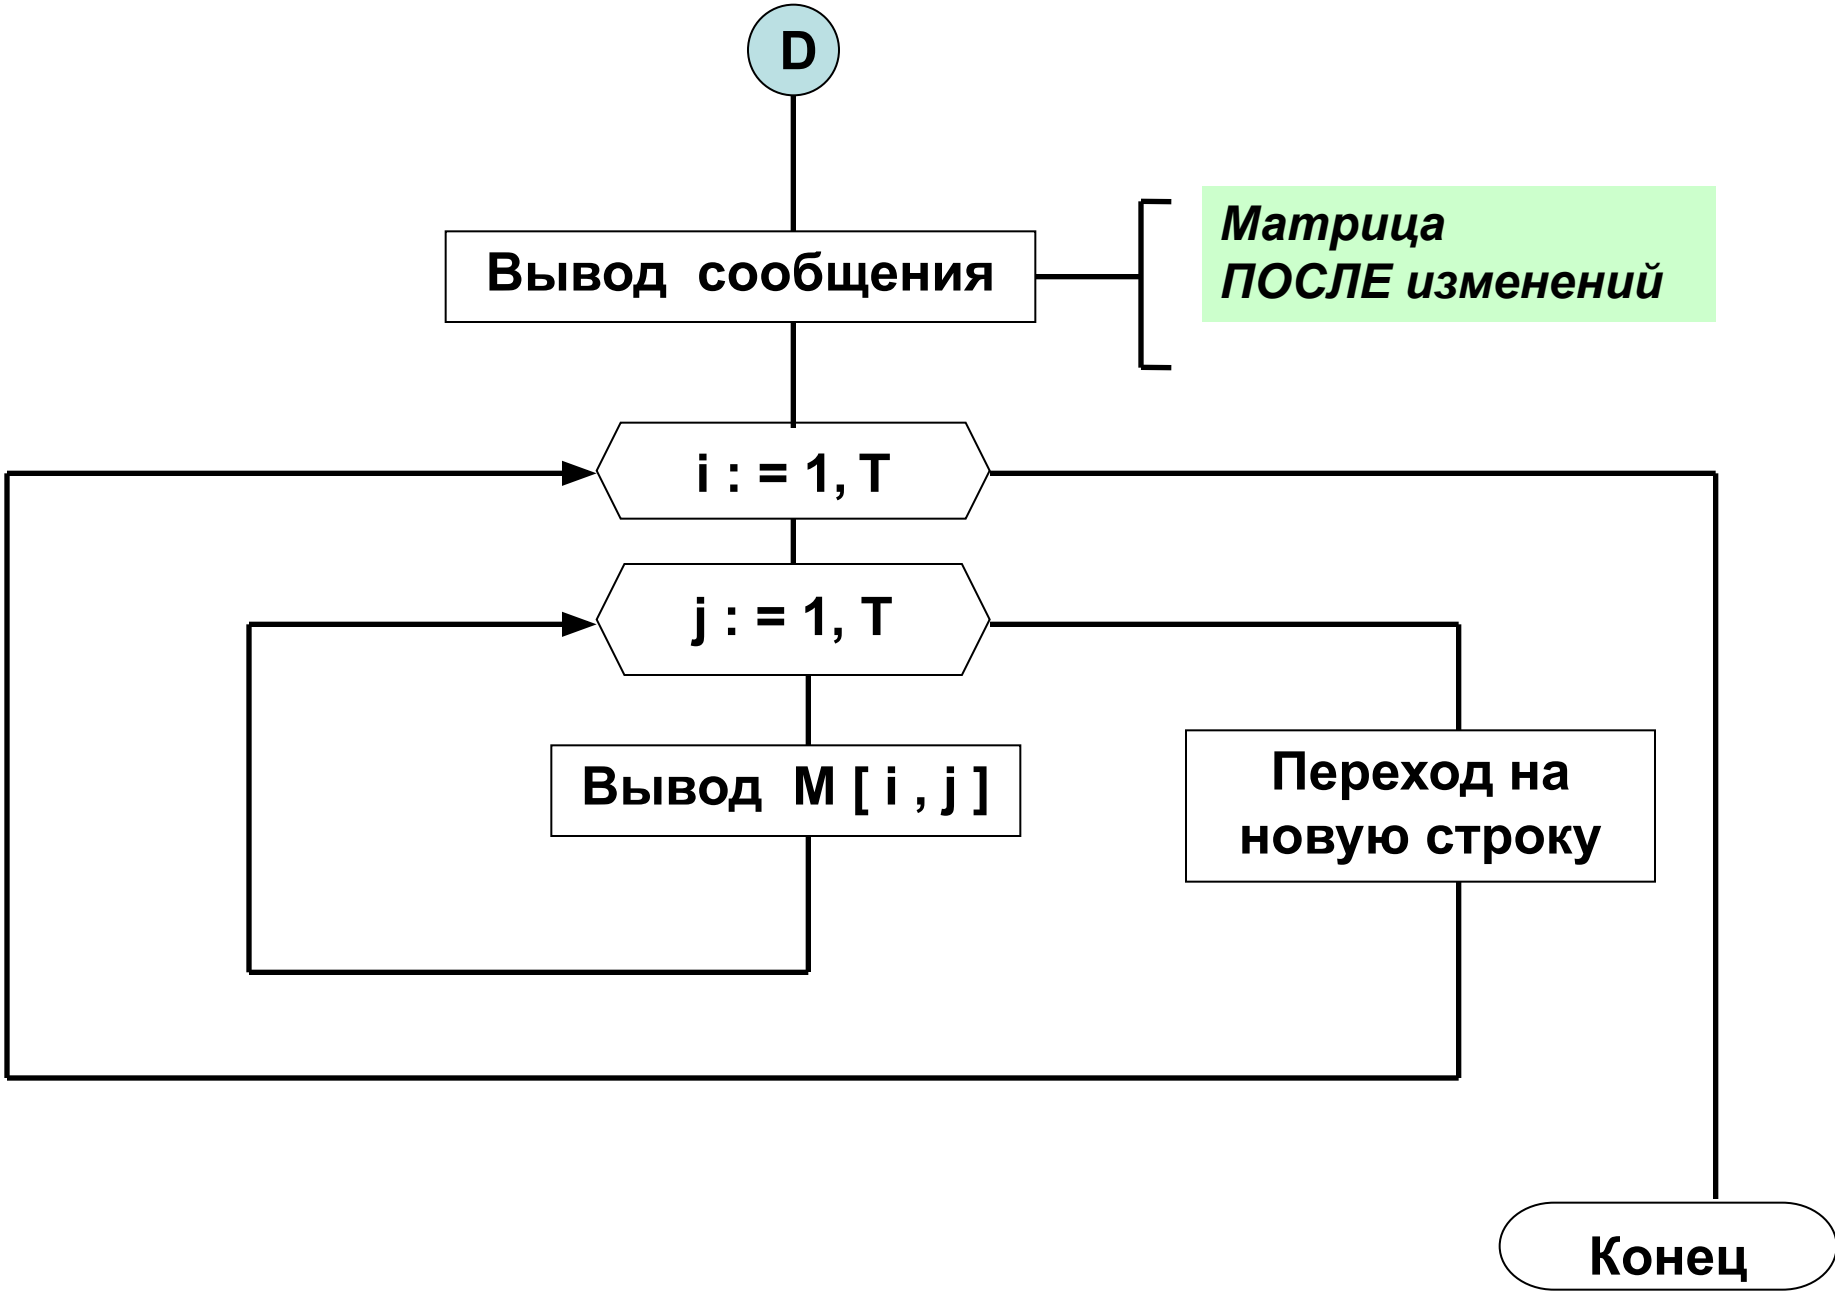 D
Вывод сообщения
Матрица
ПОСЛЕ изменений
i : = 1, T
j : = 1, T
Вывод М [ i , j ]
Переход на
новую строку
Конец